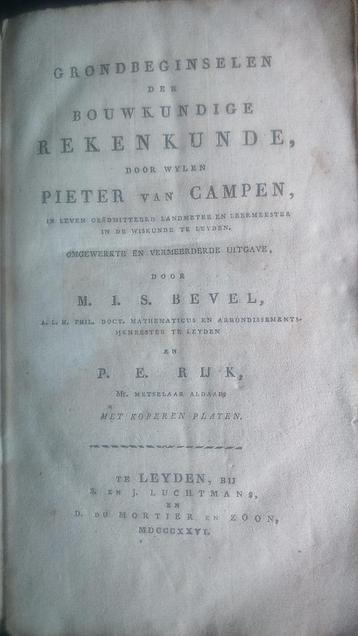 GRONDBEGINSELEN
DER
BOUWKUNDIGE
REKENKUNDE,
DOOR WYLEN
PIETER VAN CAMPEN,
IN LEVEN GEADMITTEERD LANDMETER EN LEERMEESTER
IN DE WISKUNDE TE LEYDEN.
OMGEWERKTE EN VERMEERDERDE UITGAVE,
DOOR
M. I. S. BEVEL,
A. L. M. PHIL. DOCT. MATHEMATICUS EN ARRONDISSEMENTS-
IJKMEESTER TE LEYDEN
EN
P. E. RIJK,
Mr. METSELAAR ALDAAR,
MET KOPEREN PLATEN.
TE LEYDEN, BIJ
S. EN J. LUCHTMANS,
EN
D. DU MORTIER EN ZOON,
MDCCCXXVI.